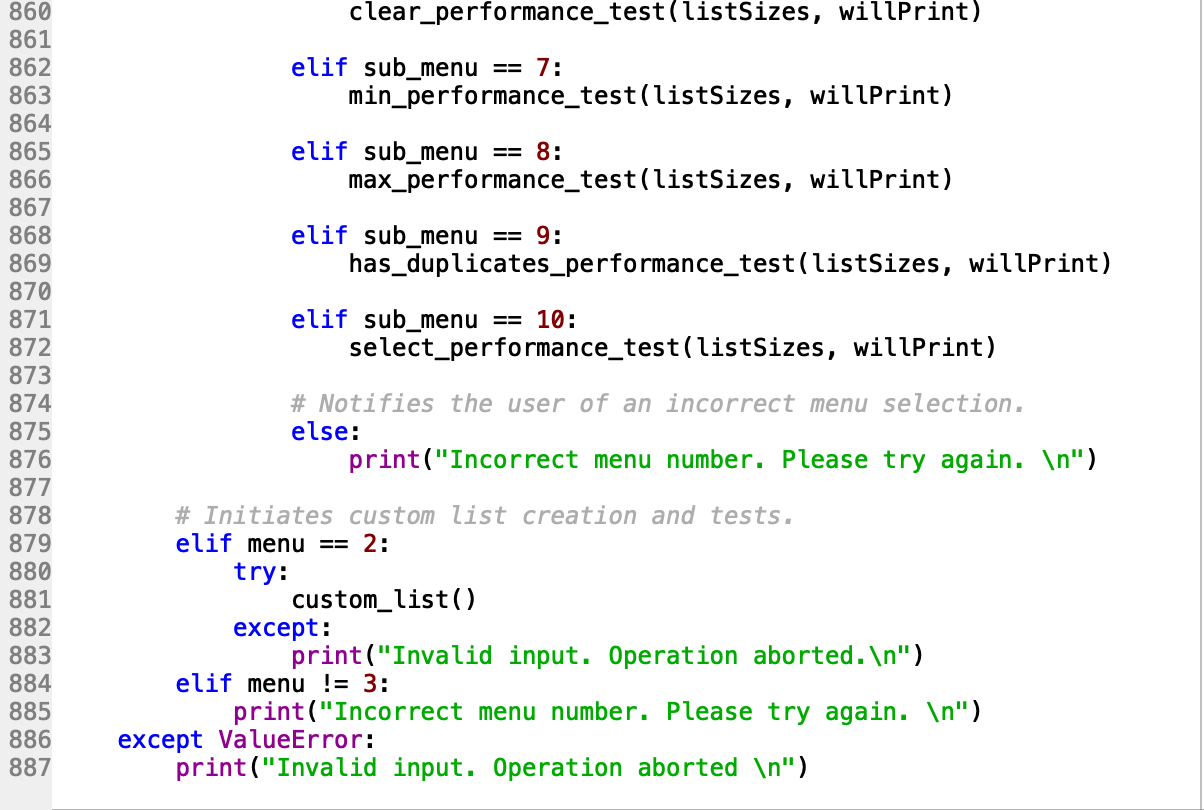 860                     clear_performance_test(listSizes, willPrint)
861
862                 elif sub_menu == 7:
863                     min_performance_test(listSizes, willPrint)
864
865                 elif sub_menu == 8:
866                     max_performance_test(listSizes, willPrint)
867
868                 elif sub_menu == 9:
869                     has_duplicates_performance_test(listSizes, willPrint)
870
871                 elif sub_menu == 10:
872                     select_performance_test(listSizes, willPrint)
873
874                 # Notifies the user of an incorrect menu selection.
875                 else:
876                     print("Incorrect menu number. Please try again. \n")
877
878         # Initiates custom list creation and tests.
879         elif menu == 2:
880             try:
881                 custom_list()
882             except:
883                 print("Invalid input. Operation aborted.\n")
884         elif menu != 3:
885             print("Incorrect menu number. Please try again. \n")
886     except ValueError:
887         print("Invalid input. Operation aborted \n")